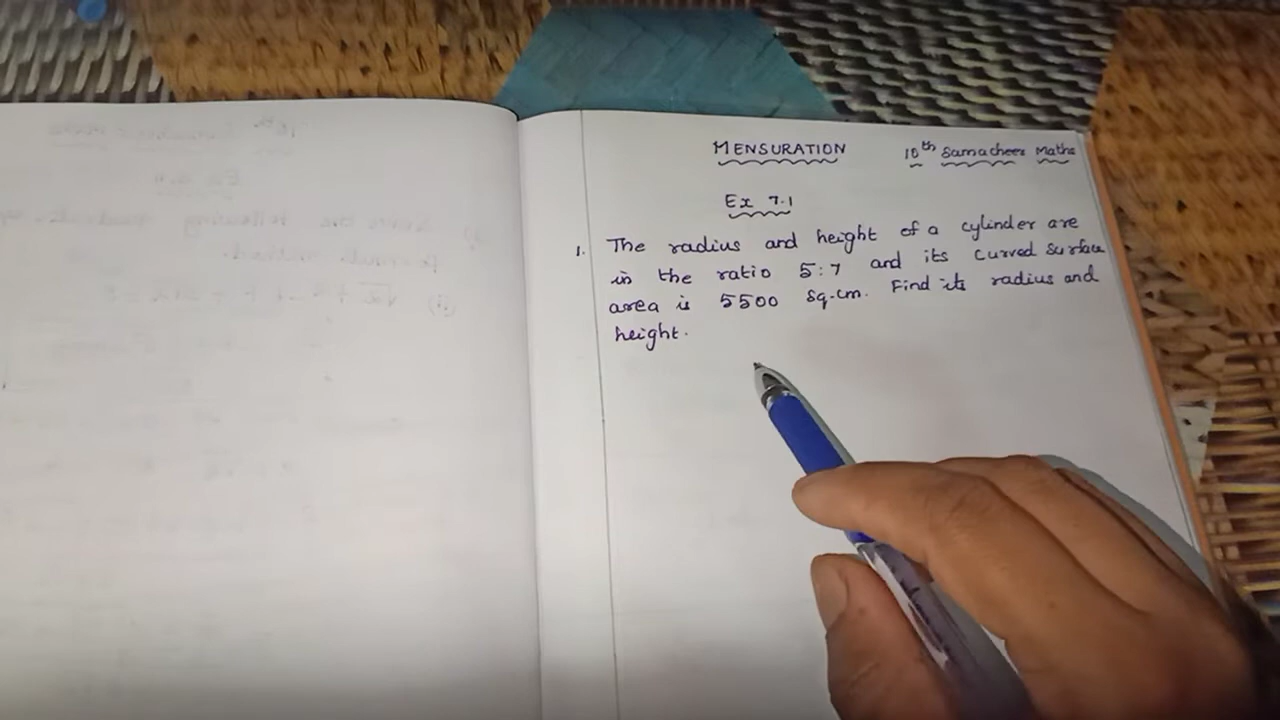 MENSURATION 10th Samacheer Maths
Ex 7.1
1. The radius and height of a cylinder are
in the ratio 5:7 and its curved surface
area is 5500 sq.cm. Find its radius and
height.